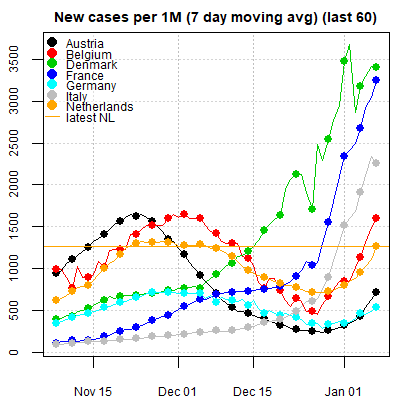 New cases per 1M (7 day moving avg) (last 60)
Austria
Belgium
Denmark
France
Germany
Italy
Netherlands
latest NL
3500
3000
2500
2000
1500
1000
500
0
Nov 15 Dec 01 Dec 15 Jan 01